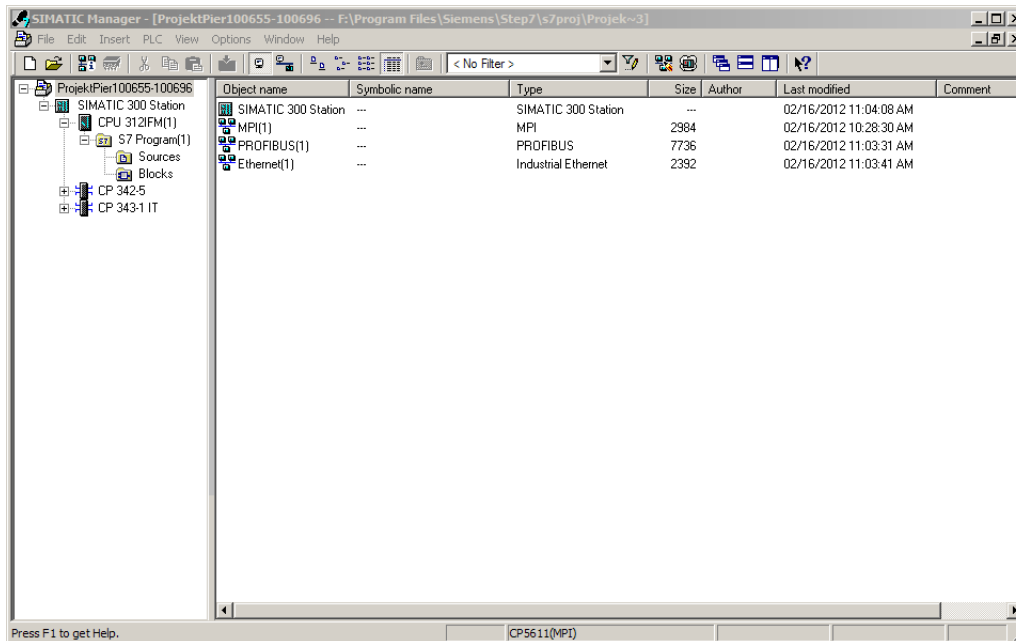 SIMATIC Manager - [ProjektPier100655-100696 -- F:\Program Files\Siemens\Step7\s7proj\Projek~3]
File Edit Insert PLC View Options Window Help
< No Filter >
ProjektPier100655-100696
SIMATIC 300 Station
CPU 312IFM(1)
S7 Program(1)
Sources
Blocks
CP 342-5
CP 343-1 IT
Object name Symbolic name Type Size Author Last modified Comment
SIMATIC 300 Station --- SIMATIC 300 Station --- 02/16/2012 11:04:08 AM
MPI(1) --- MPI 2984 02/16/2012 10:28:30 AM
PROFIBUS(1) --- PROFIBUS 7736 02/16/2012 11:03:31 AM
Ethernet(1) --- Industrial Ethernet 2392 02/16/2012 11:03:41 AM
Press F1 to get Help. CP5611(MPI)